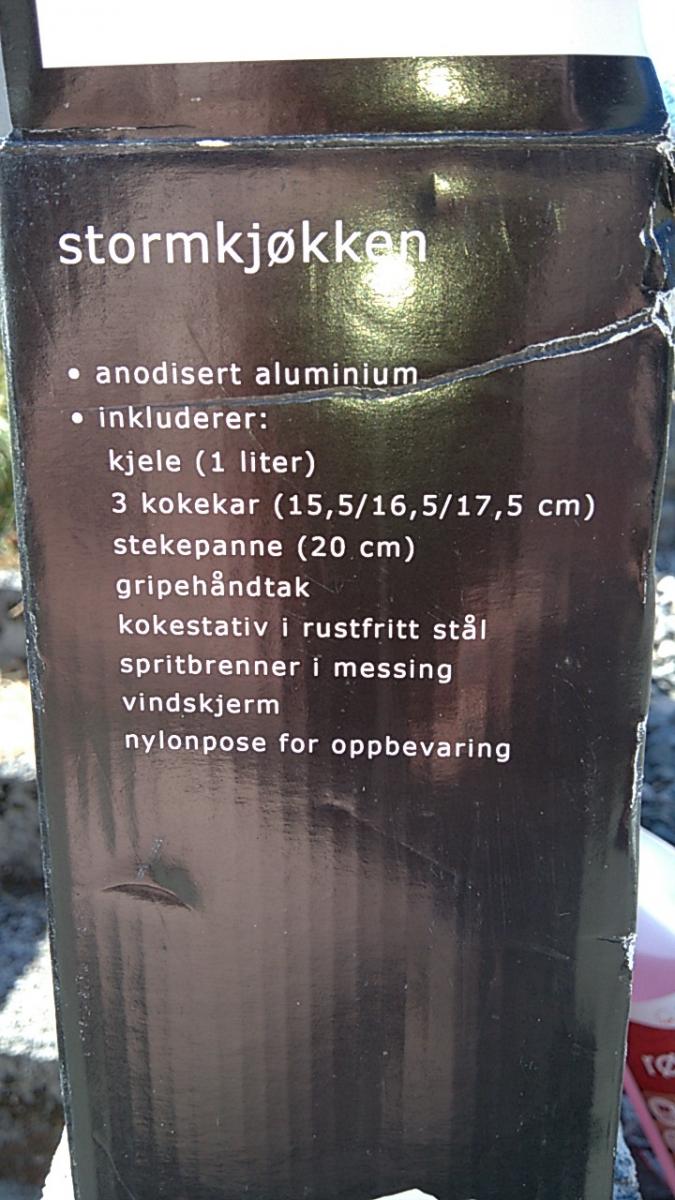 stormkjøkken
• anodisert aluminium
• inkluderer:
kjele (1 liter)
3 kokekar (15,5/16,5/17,5 cm)
stekepanne (20 cm)
gripehåndtak
kokestativ i rustfritt stål
spritbrenner i messing
vindskjerm
nylonpose for oppbevaring